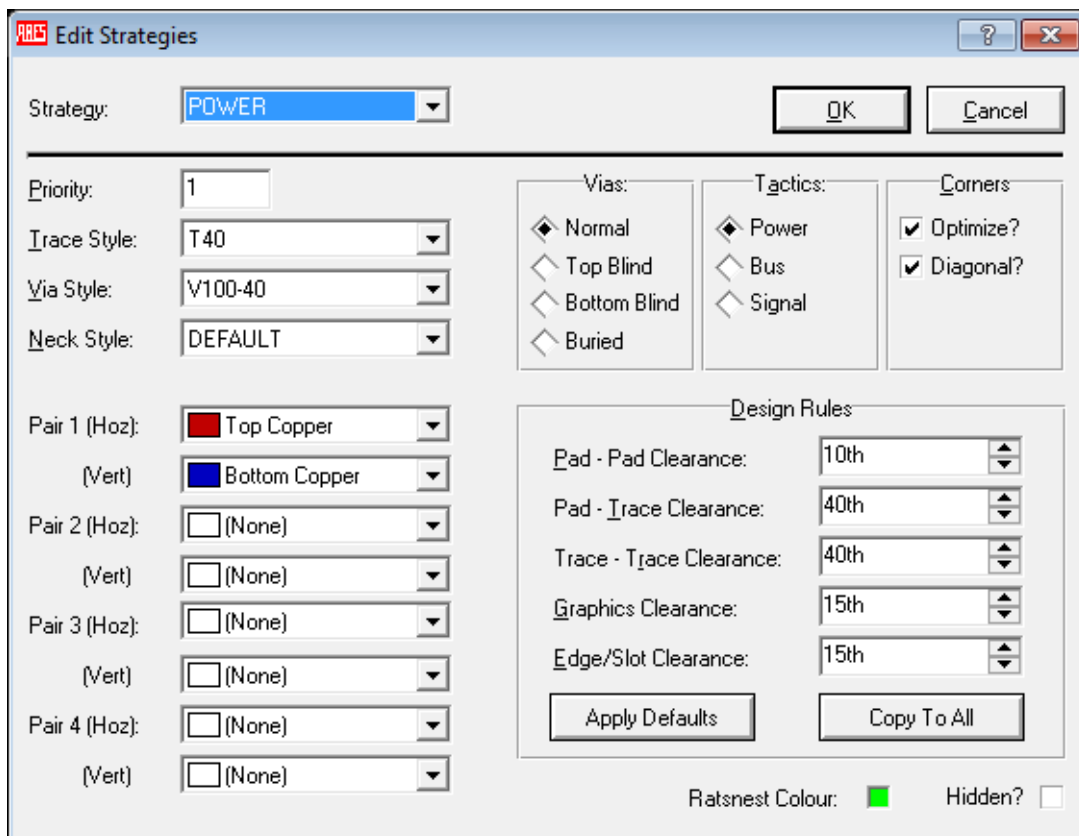 ARES Edit Strategies
Strategy: POWER OK Cancel
Priority: 1
Trace Style: T40
Via Style: V100-40
Neck Style: DEFAULT
Vias:
Normal
Top Blind
Bottom Blind
Buried
Tactics:
Power
Bus
Signal
Corners
Optimize?
Diagonal?
Pair 1 (Hoz): Top Copper
(Vert) Bottom Copper
Pair 2 (Hoz): (None)
(Vert) (None)
Pair 3 (Hoz): (None)
(Vert) (None)
Pair 4 (Hoz): (None)
(Vert) (None)
Design Rules
Pad - Pad Clearance: 10th
Pad - Trace Clearance: 40th
Trace - Trace Clearance: 40th
Graphics Clearance: 15th
Edge/Slot Clearance: 15th
Apply Defaults Copy To All
Ratsnest Colour: Hidden?